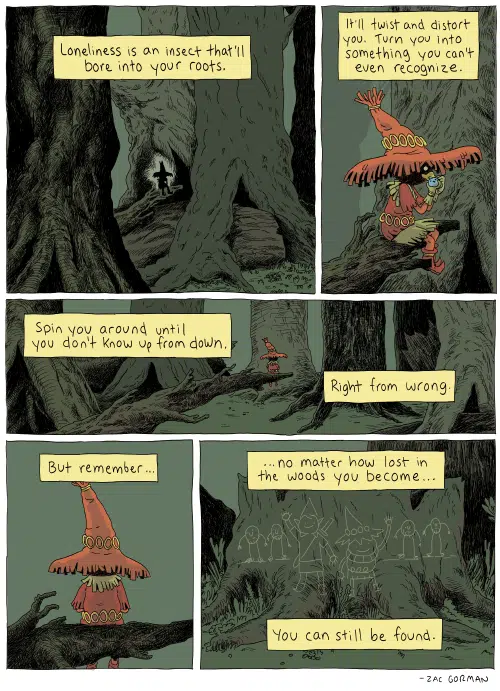 Loneliness is an insect that'll
bore into your roots.
It'll twist and distort
you. Turn you into
something you can't
even recognize.
Spin you around until
you don't know up from down.
Right from wrong.
But remember...
...no matter how lost in
the woods you become...
You can still be found.
-ZAC GORMAN